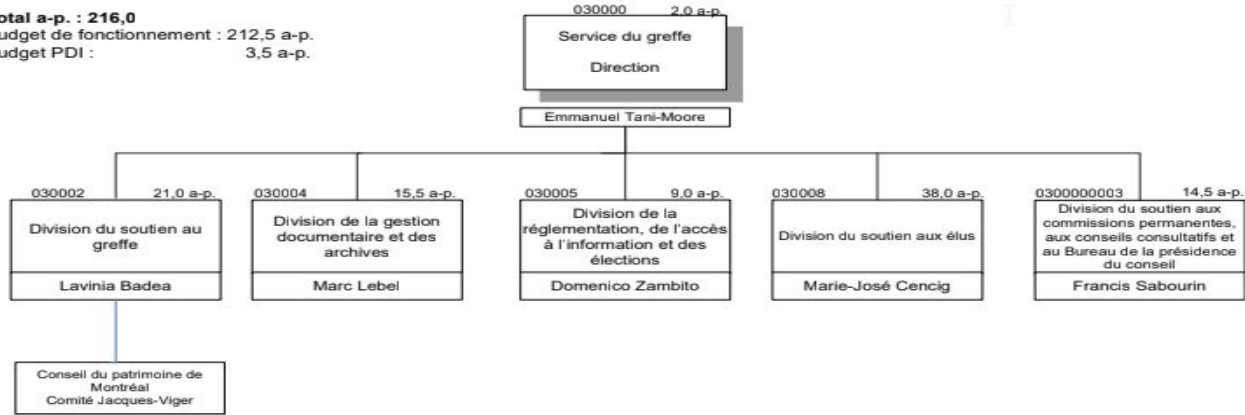 otal a-p. : 216,0
udget de fonctionnement : 212,5 a-p.
udget PDI : 3,5 a-p.
030000 2,0 a-p.
Service du greffe
Direction
Emmanuel Tani-Moore
030002 21,0 a-p.
Division du soutien au
greffe
Lavinia Badea
030004 15,5 a-p.
Division de la gestion
documentaire et des
archives
Marc Lebel
030005 9,0 a-p.
Division de la
réglementation, de l'accès
à l'information et des
élections
Domenico Zambito
030008 38,0 a-p.
Division du soutien aux élus
Marie-José Cencig
0300000003 14,5 a-p.
Division du soutien aux
commissions permanentes,
aux conseils consultatifs et
au Bureau de la présidence
du conseil
Francis Sabourin
Conseil du patrimoine de
Montréal
Comité Jacques-Viger